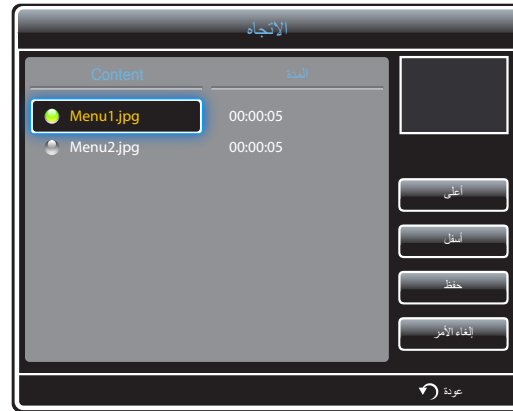 الاتجاه
Content المدة
Menu1.jpg 00:00:05
Menu2.jpg 00:00:05
أعلى
أسفل
حفظ
إلغاء الأمر
عودة